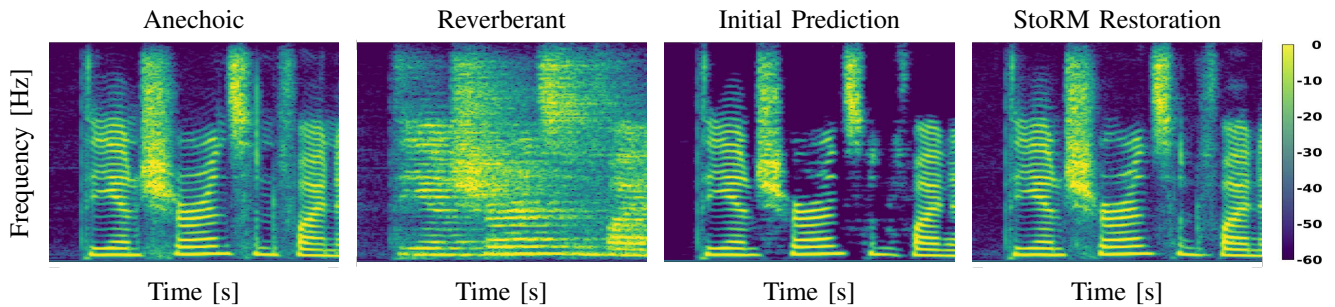 Anechoic Reverberant Initial Prediction StoRM Restoration
Frequency [Hz]
0
-10
-20
-30
-40
-50
-60
Time [s] Time [s] Time [s] Time [s]